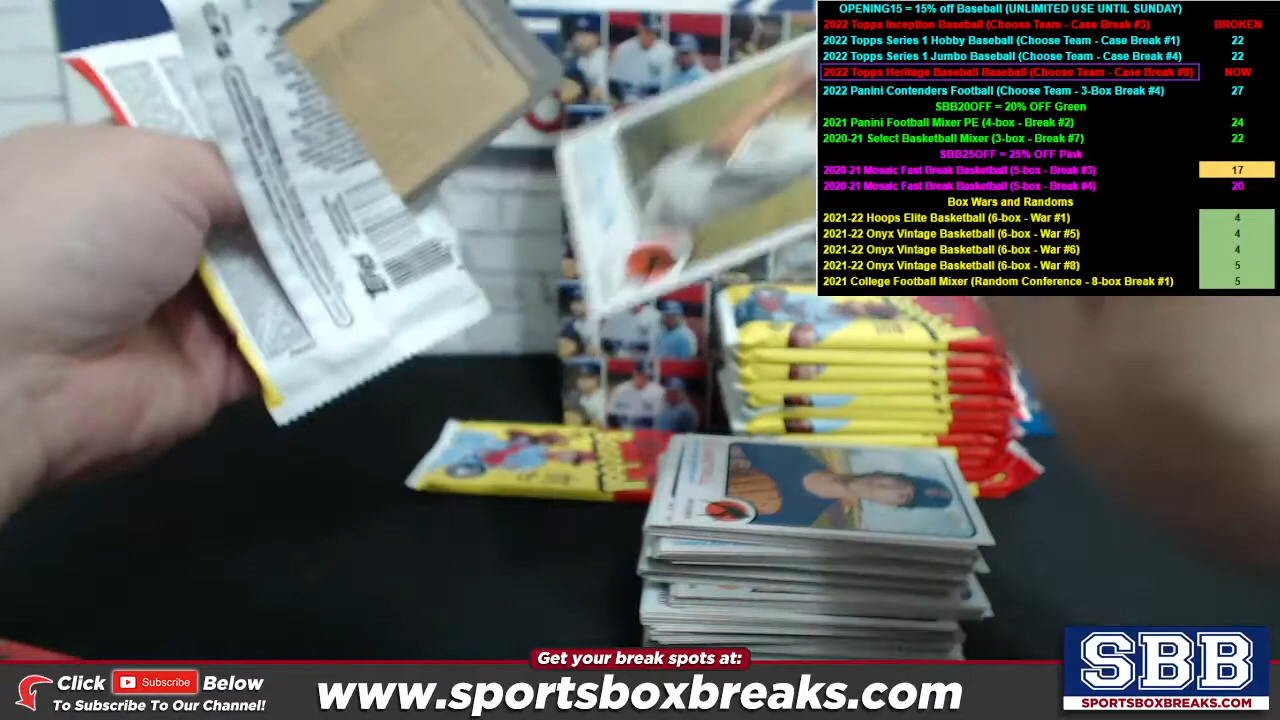 OPENING15 = 15% off Baseball (UNLIMITED USE UNTIL SUNDAY)
2022 Topps Inception Baseball (Choose Team - Case Break #3) BROKEN
2022 Topps Series 1 Hobby Baseball (Choose Team - Case Break #1) 22
2022 Topps Series 1 Jumbo Baseball (Choose Team - Case Break #4) 22
2022 Topps Heritage Baseball Baseball (Choose Team - Case Break #8) NOW
2022 Panini Contenders Football (Choose Team - 3-Box Break #4) 27
SBB20OFF = 20% OFF Green
2021 Panini Football Mixer PE (4-box - Break #2) 24
2020-21 Select Basketball Mixer (3-box - Break #7) 22
SBB25OFF = 25% OFF Pink
2020-21 Mosaic Fast Break Basketball (5-box - Break #3) 17
2020-21 Mosaic Fast Break Basketball (5-box - Break #4) 20
Box Wars and Randoms
2021-22 Hoops Elite Basketball (6-box - War #1) 4
2021-22 Onyx Vintage Basketball (6-box - War #5) 4
2021-22 Onyx Vintage Basketball (6-box - War #6) 4
2021-22 Onyx Vintage Basketball (6-box - War #8) 5
2021 College Football Mixer (Random Conference - 8-box Break #1) 5
Get your break spots at:
Click Subscribe Below
To Subscribe To Our Channel!
www.sportsboxbreaks.com
SBB
SPORTSBOXBREAKS.COM